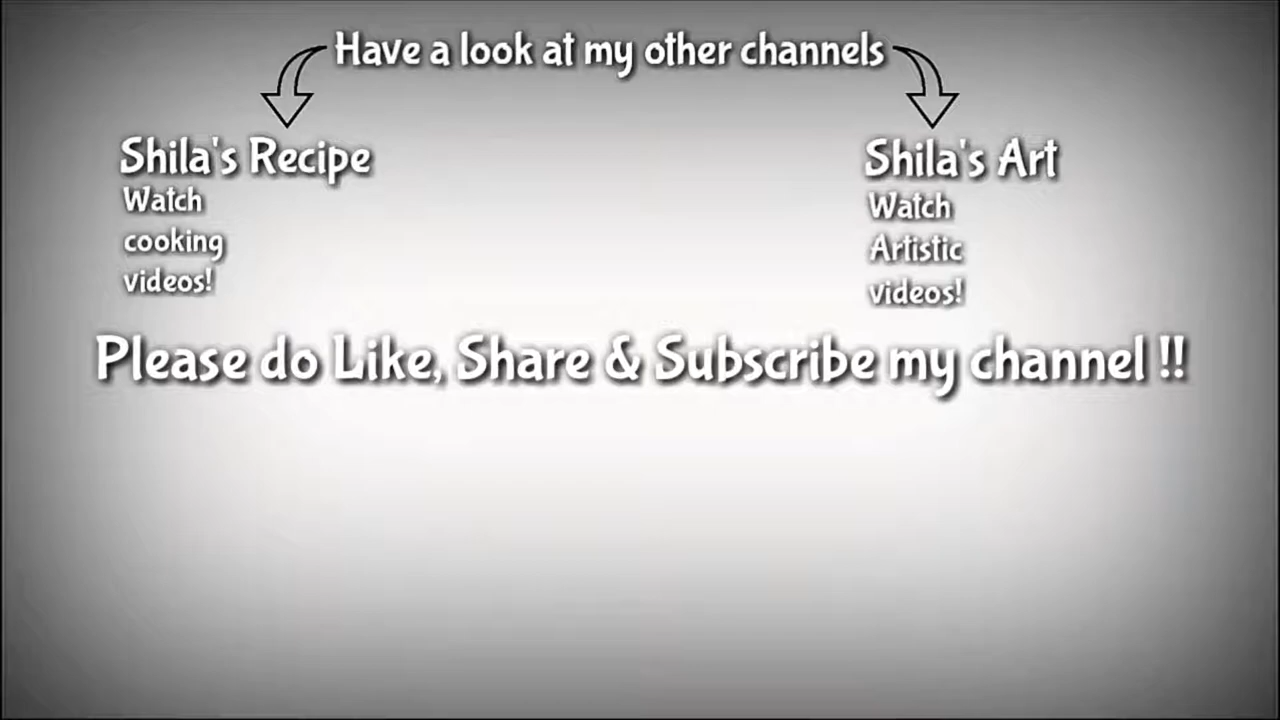 Have a look at my other channels
Shila's Recipe
Watch
cooking
videos!
Shila's Art
Watch
Artistic
videos!
Please do Like, Share & Subscribe my channel !!